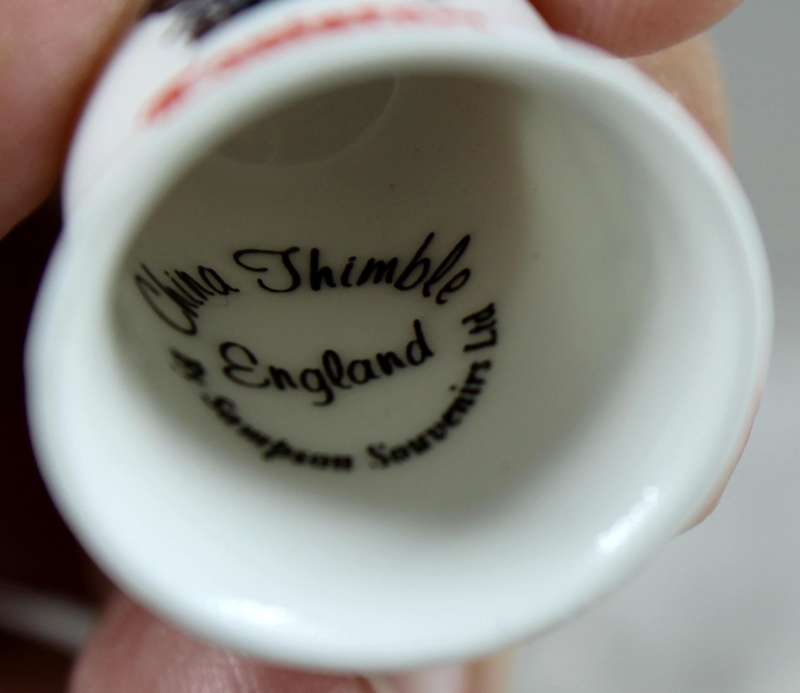 China Thimble
England
Sampson Souvenirs Ltd